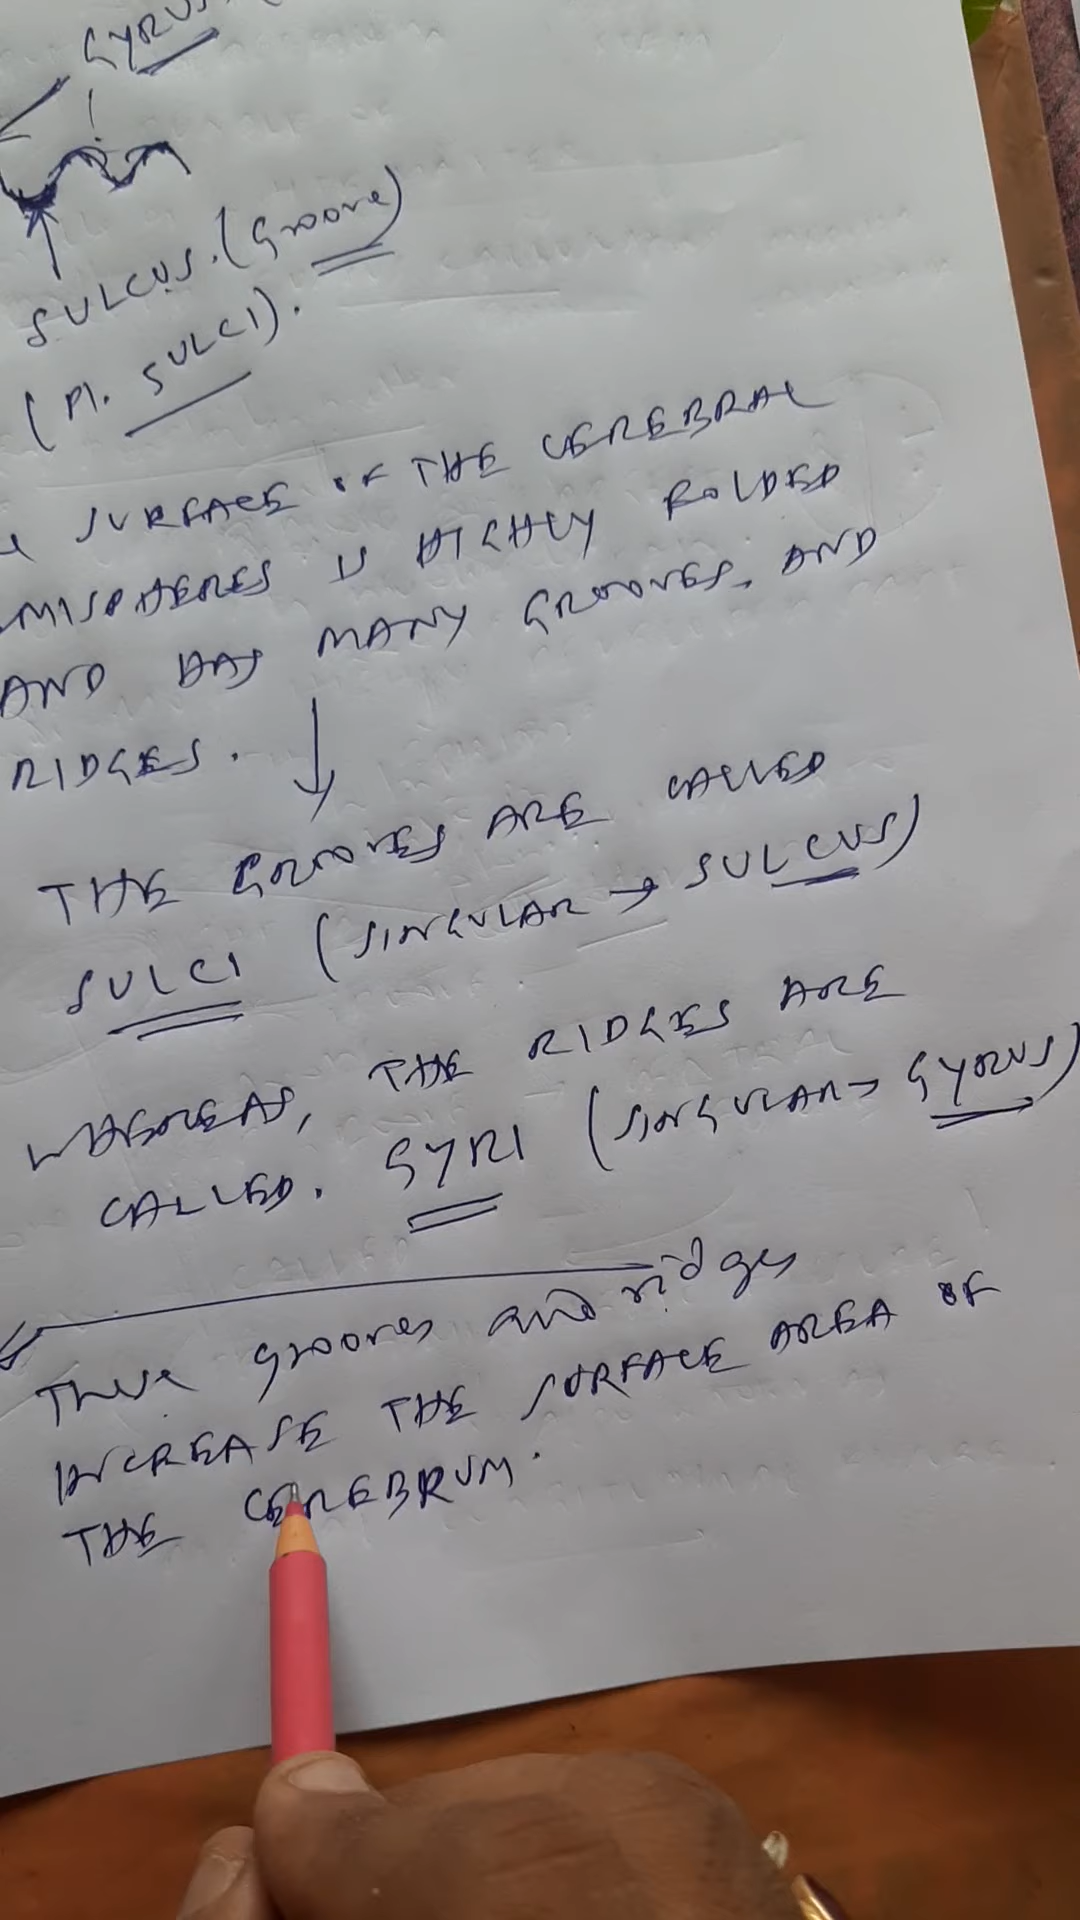 GYRUS
SULCUS. (Groove)
(Pl. SULCI).
SURFACE OF THE CEREBRAL
MISPHERES IS HIGHLY FOLDED
AND HAS MANY GROOVES, AND
RIDGES.
THE GROOVES ARE CALLED
SULCI (SINGULAR → SULCUS)
WHEREAS, THE RIDGES ARE
CALLED. GYRI (SINGULAR → GYRUS)
These grooves and ridges
INCREASE THE SURFACE AREA OF
THE CEREBRUM.